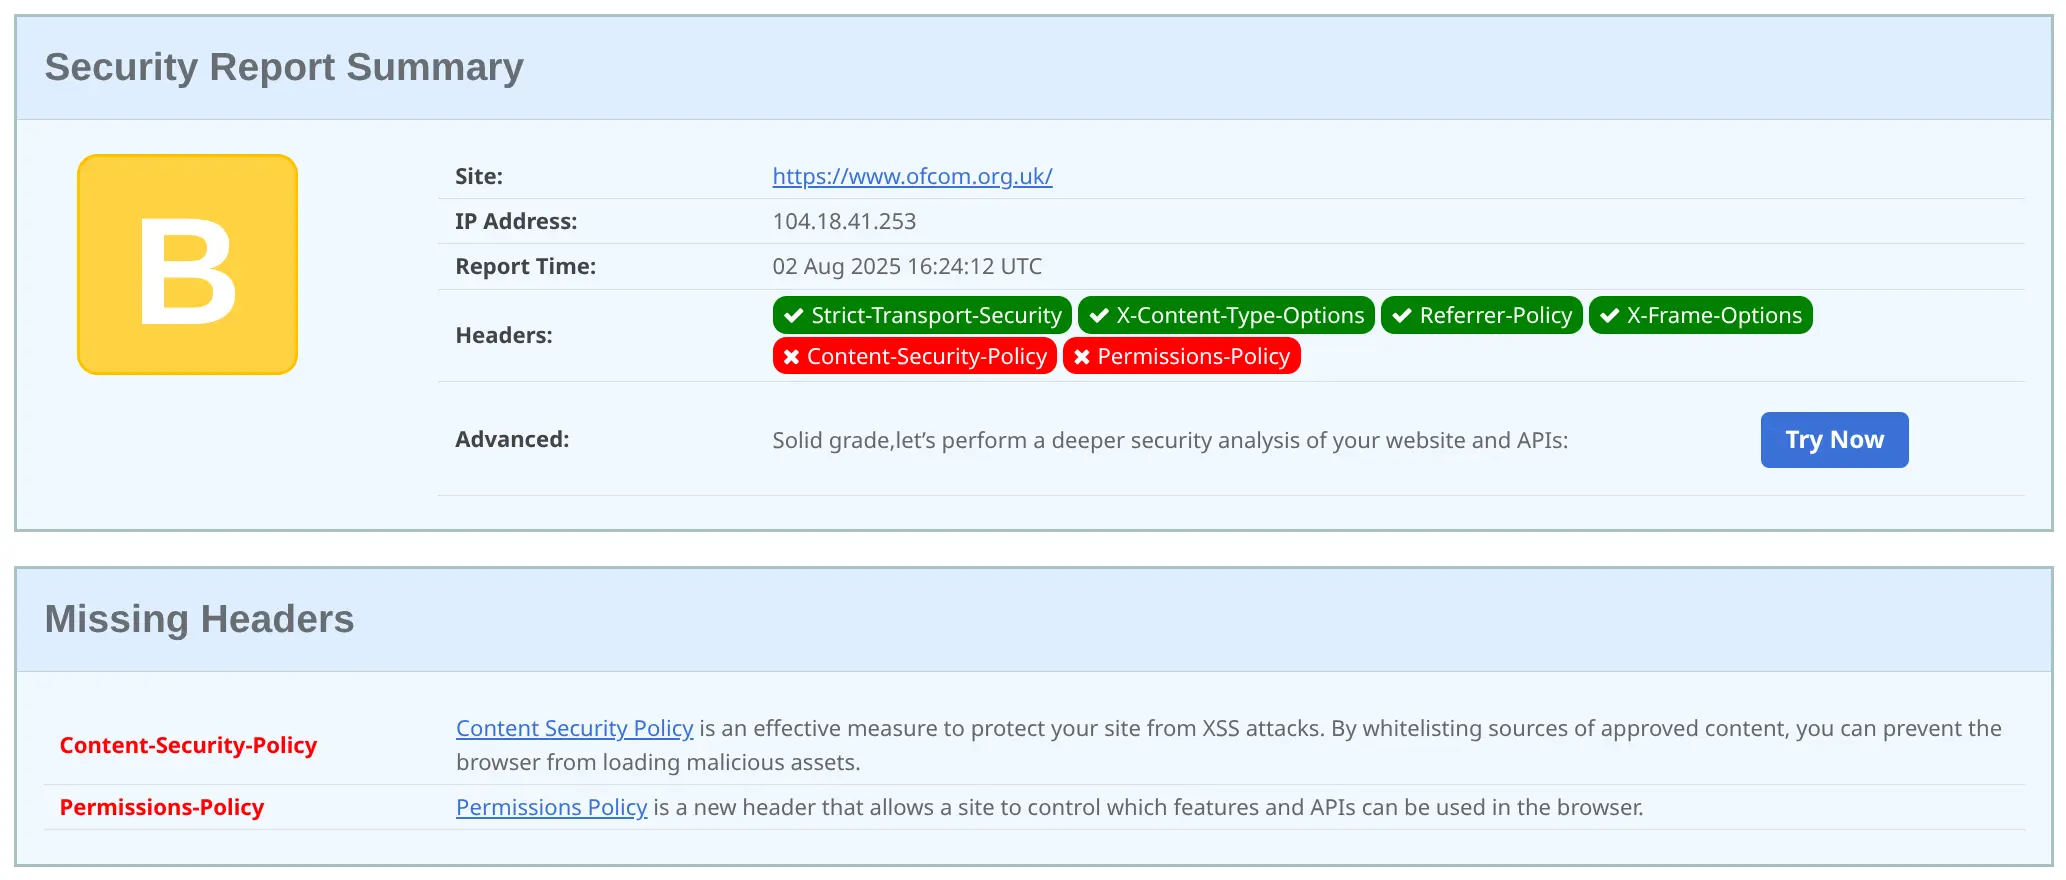 Security Report Summary
B
Site: https://www.ofcom.org.uk/
IP Address: 104.18.41.253
Report Time: 02 Aug 2025 16:24:12 UTC
Headers: Strict-Transport-Security X-Content-Type-Options Referrer-Policy X-Frame-Options
Content-Security-Policy Permissions-Policy
Advanced: Solid grade,let’s perform a deeper security analysis of your website and APIs: Try Now
Missing Headers
Content-Security-Policy Content Security Policy is an effective measure to protect your site from XSS attacks. By whitelisting sources of approved content, you can prevent the
browser from loading malicious assets.
Permissions-Policy Permissions Policy is a new header that allows a site to control which features and APIs can be used in the browser.